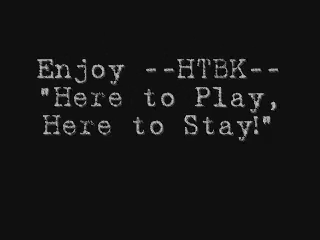 Enjoy --HTBK--
"Here to Play,
Here to Stay!"